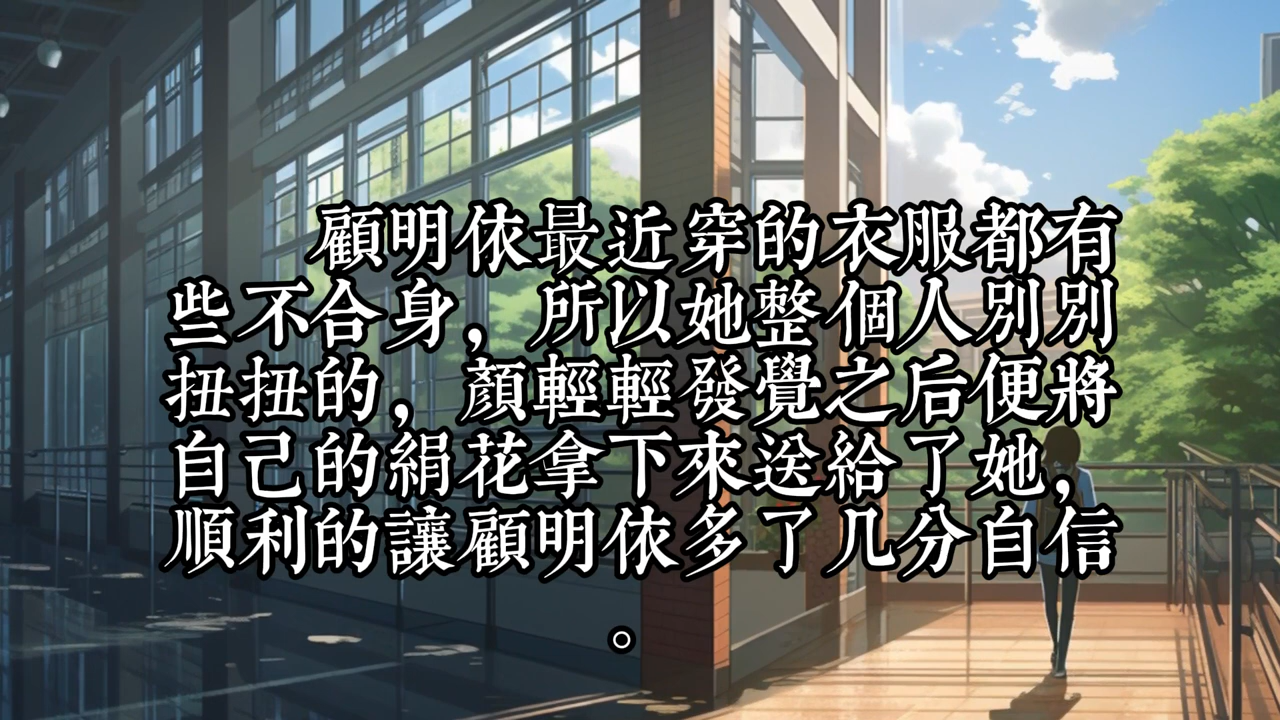 顧明依最近穿的衣服都有
些不合身，所以她整個人別別
扭扭的，顏輕輕發覺之后便將
自己的絹花拿下來送給了她，
順利的讓顧明依多了几分自信
。